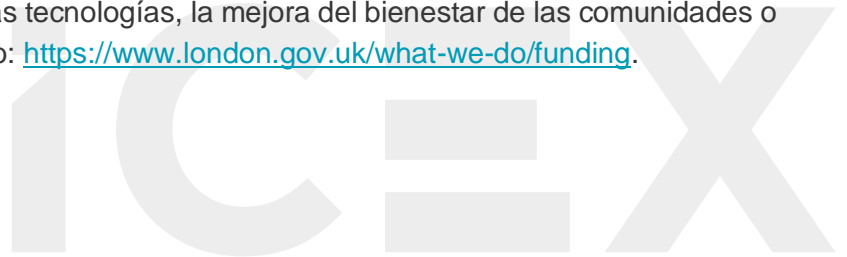 as tecnologías, la mejora del bienestar de las comunidades o
o: https://www.london.gov.uk/what-we-do/funding.
ICEX